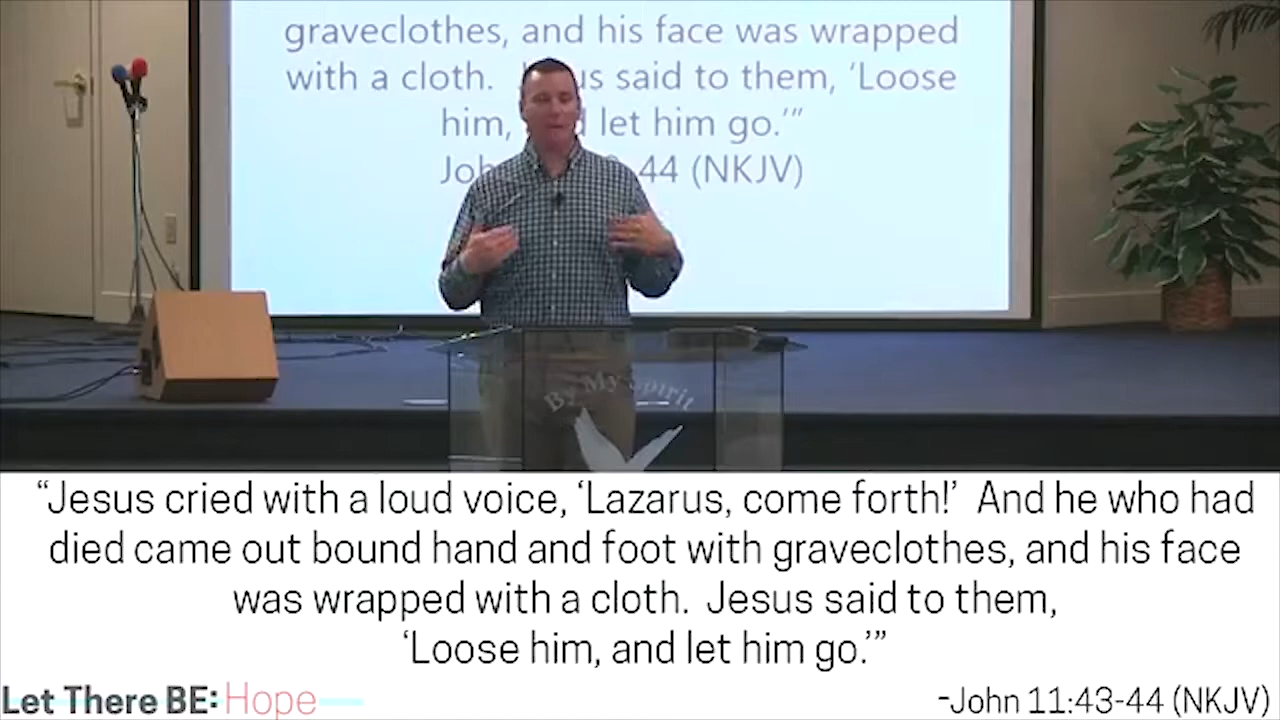 graveclothes, and his face was wrapped
with a cloth. us said to them, ‘Loose
him, let him go.’”
44 (NKJV)
By My Spirit
“Jesus cried with a loud voice, ‘Lazarus, come forth!’ And he who had
died came out bound hand and foot with graveclothes, and his face
was wrapped with a cloth. Jesus said to them,
‘Loose him, and let him go.’”
Let There BE: Hope
-John 11:43-44 (NKJV)